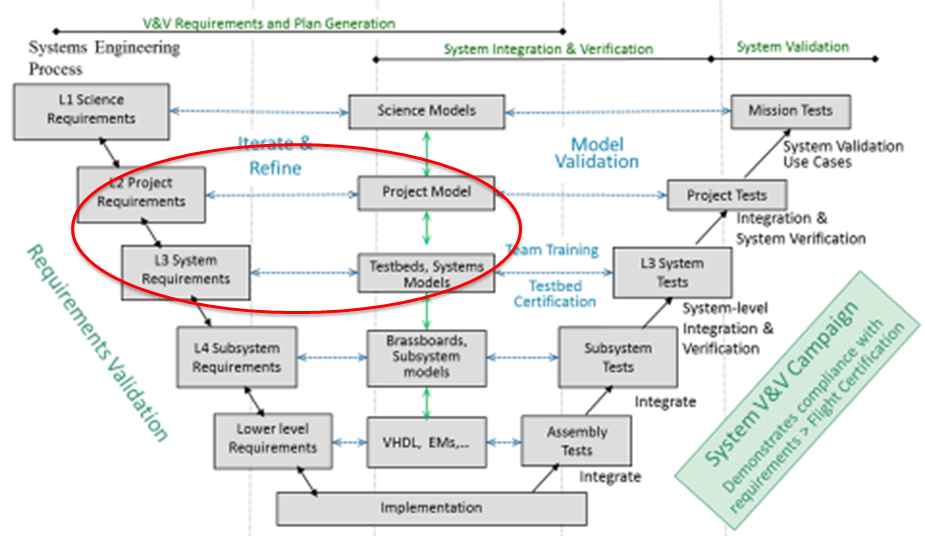 V&V Requirements and Plan Generation
Systems Engineering
Process
System Integration & Verification
System Validation
L1 Science
Requirements
Science Models
Mission Tests
Iterate &
Refine
Model
Validation
System Validation
Use Cases
L2 Project
Requirements
Project Model
Project Tests
Integration &
System Verification
L3 System
Requirements
Testbeds, Systems
Models
Team Training
Testbed
Certification
L3 System
Tests
System-level
Integration &
Verification
Requirements Validation
L4 Subsystem
Requirements
Brassboards,
Subsystem
models
Subsystem
Tests
Integrate
Lower level
Requirements
VHDL, EMs,...
Assembly
Tests
Integrate
Implementation
System V&V Campaign
Demonstrates compliance with
requirements > Flight Certification